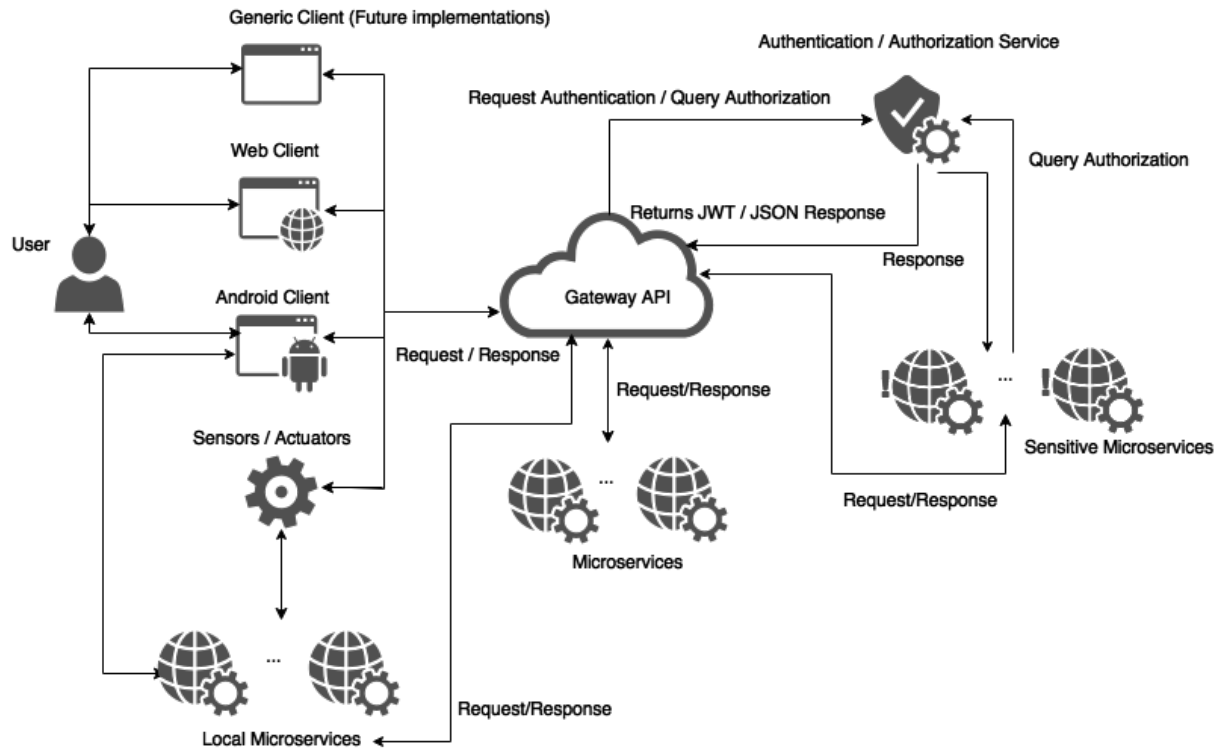 Generic Client (Future implementations)
Authentication / Authorization Service
Request Authentication / Query Authorization
Web Client
Query Authorization
User
Returns JWT / JSON Response
Response
Android Client
Gateway API
Request / Response
Request/Response
...
Sensors / Actuators
Sensitive Microservices
...
Request/Response
Microservices
...
Request/Response
Local Microservices